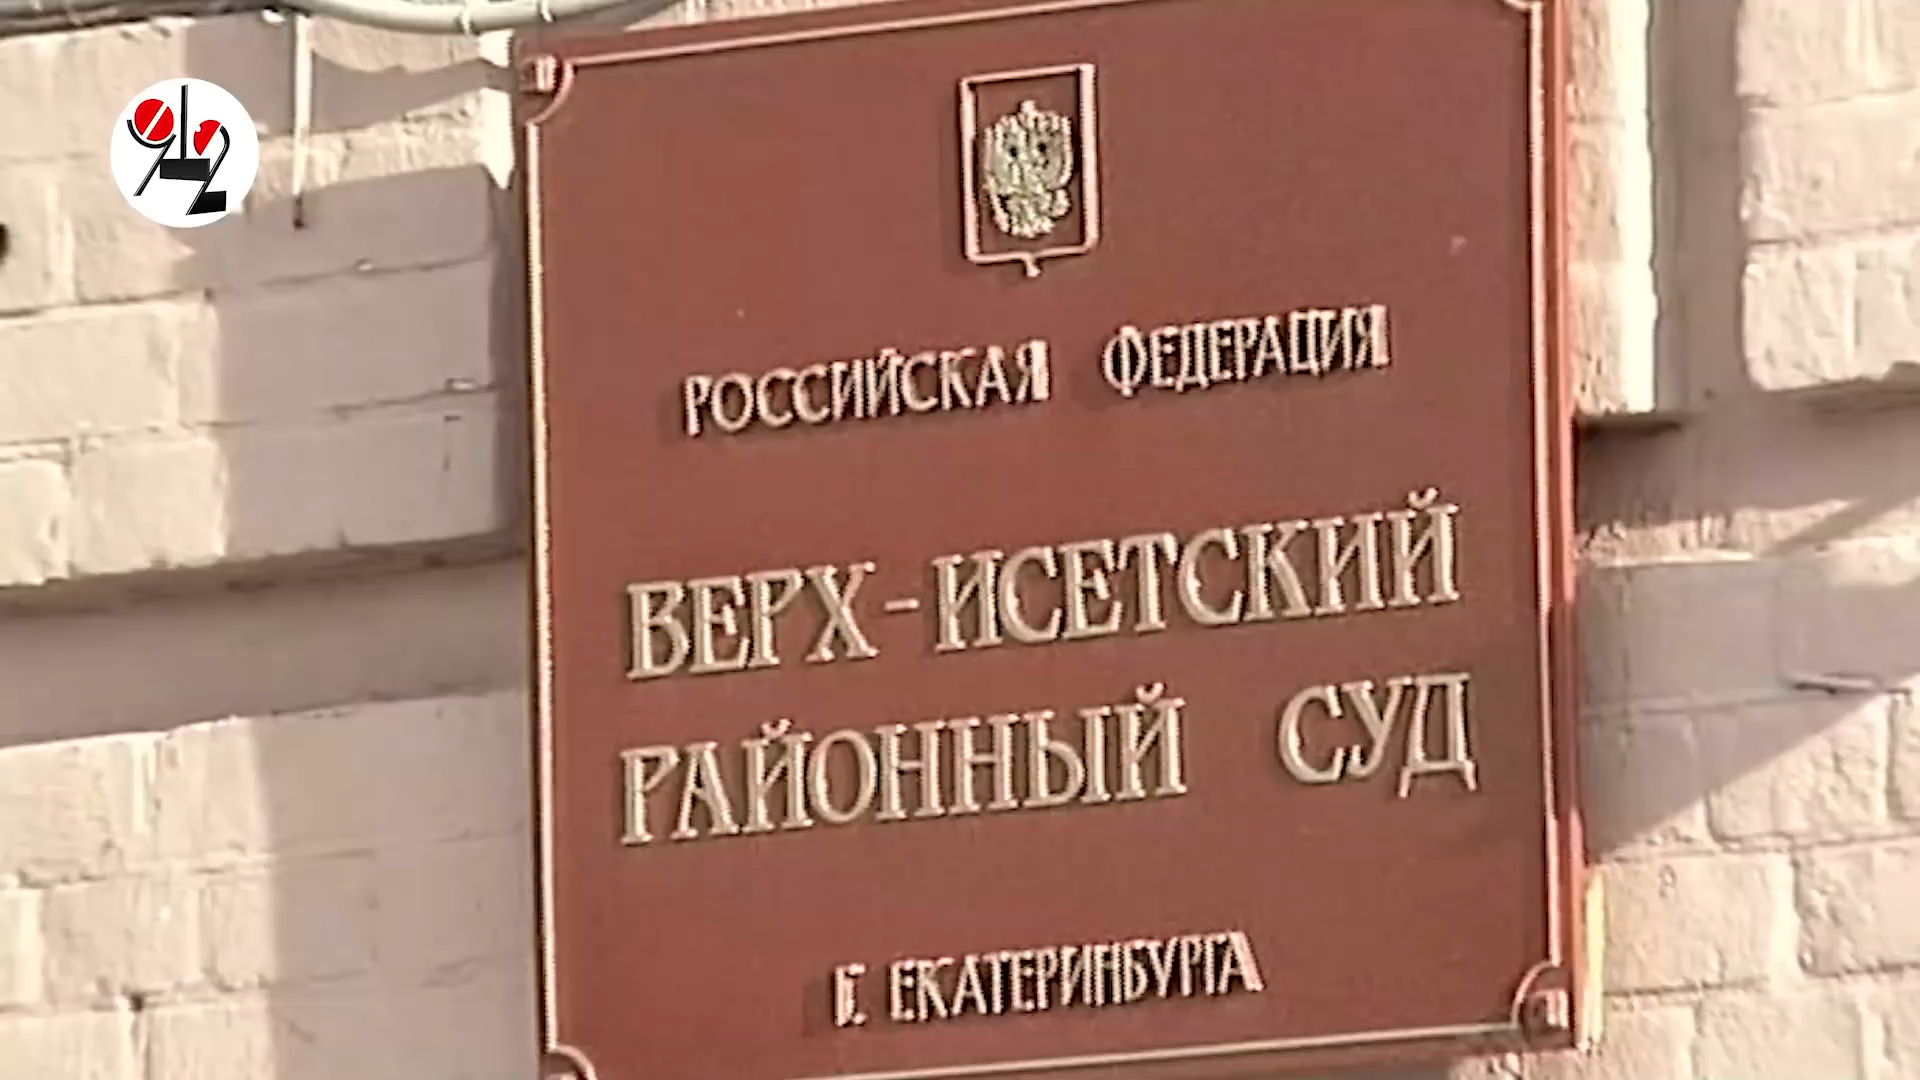 РОССИЙСКАЯ ФЕДЕРАЦИЯ
ВЕРХ-ИСЕТСКИЙ
РАЙОННЫЙ СУД
Г. ЕКАТЕРИНБУРГА